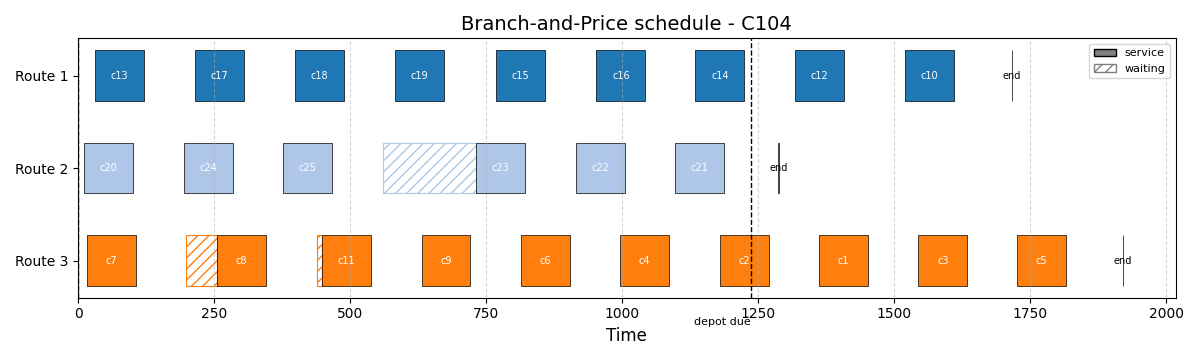 Branch-and-Price schedule - C104
service
waiting
Route 1
c13
c17
c18
c19
c15
c16
c14
c12
c10
end
Route 2
c20
c24
c25
c23
c22
c21
end
Route 3
c7
c8
c11
c9
c6
c4
c2
c1
c3
c5
end
0
250
500
750
1000
1250
1500
1750
2000
depot due
Time